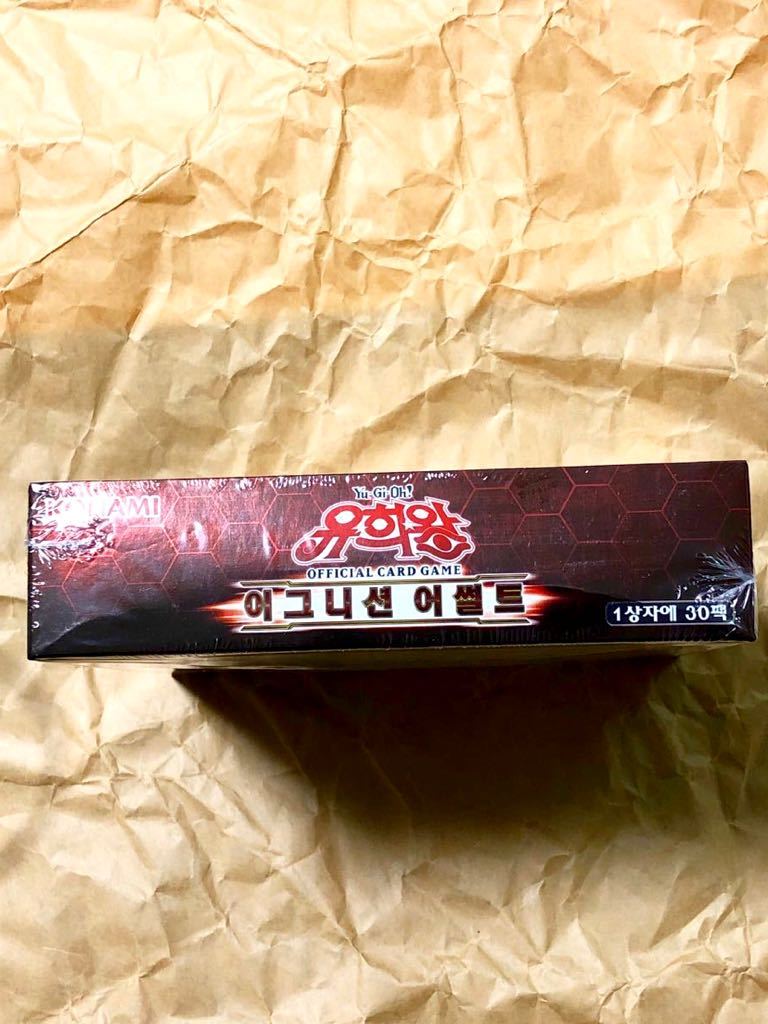 KONAMI
Yu-Gi-Oh!
유희왕
OFFICIAL CARD GAME
이그니션 어썰트
1상자에 30팩